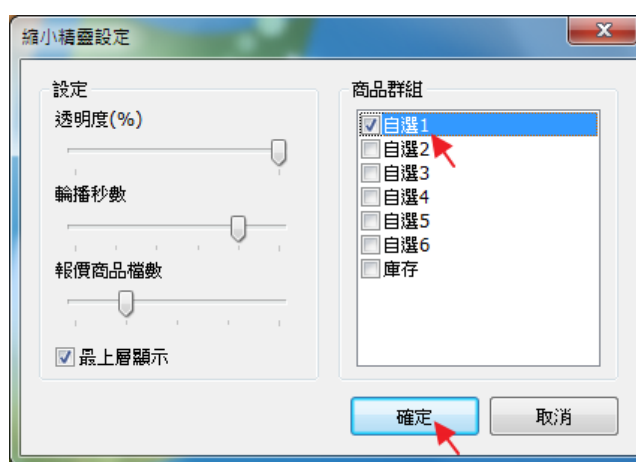 縮小精靈設定
設定
透明度(%)
輪播秒數
報價商品檔數
最上層顯示
商品群組
自選1
自選2
自選3
自選4
自選5
自選6
庫存
確定
取消